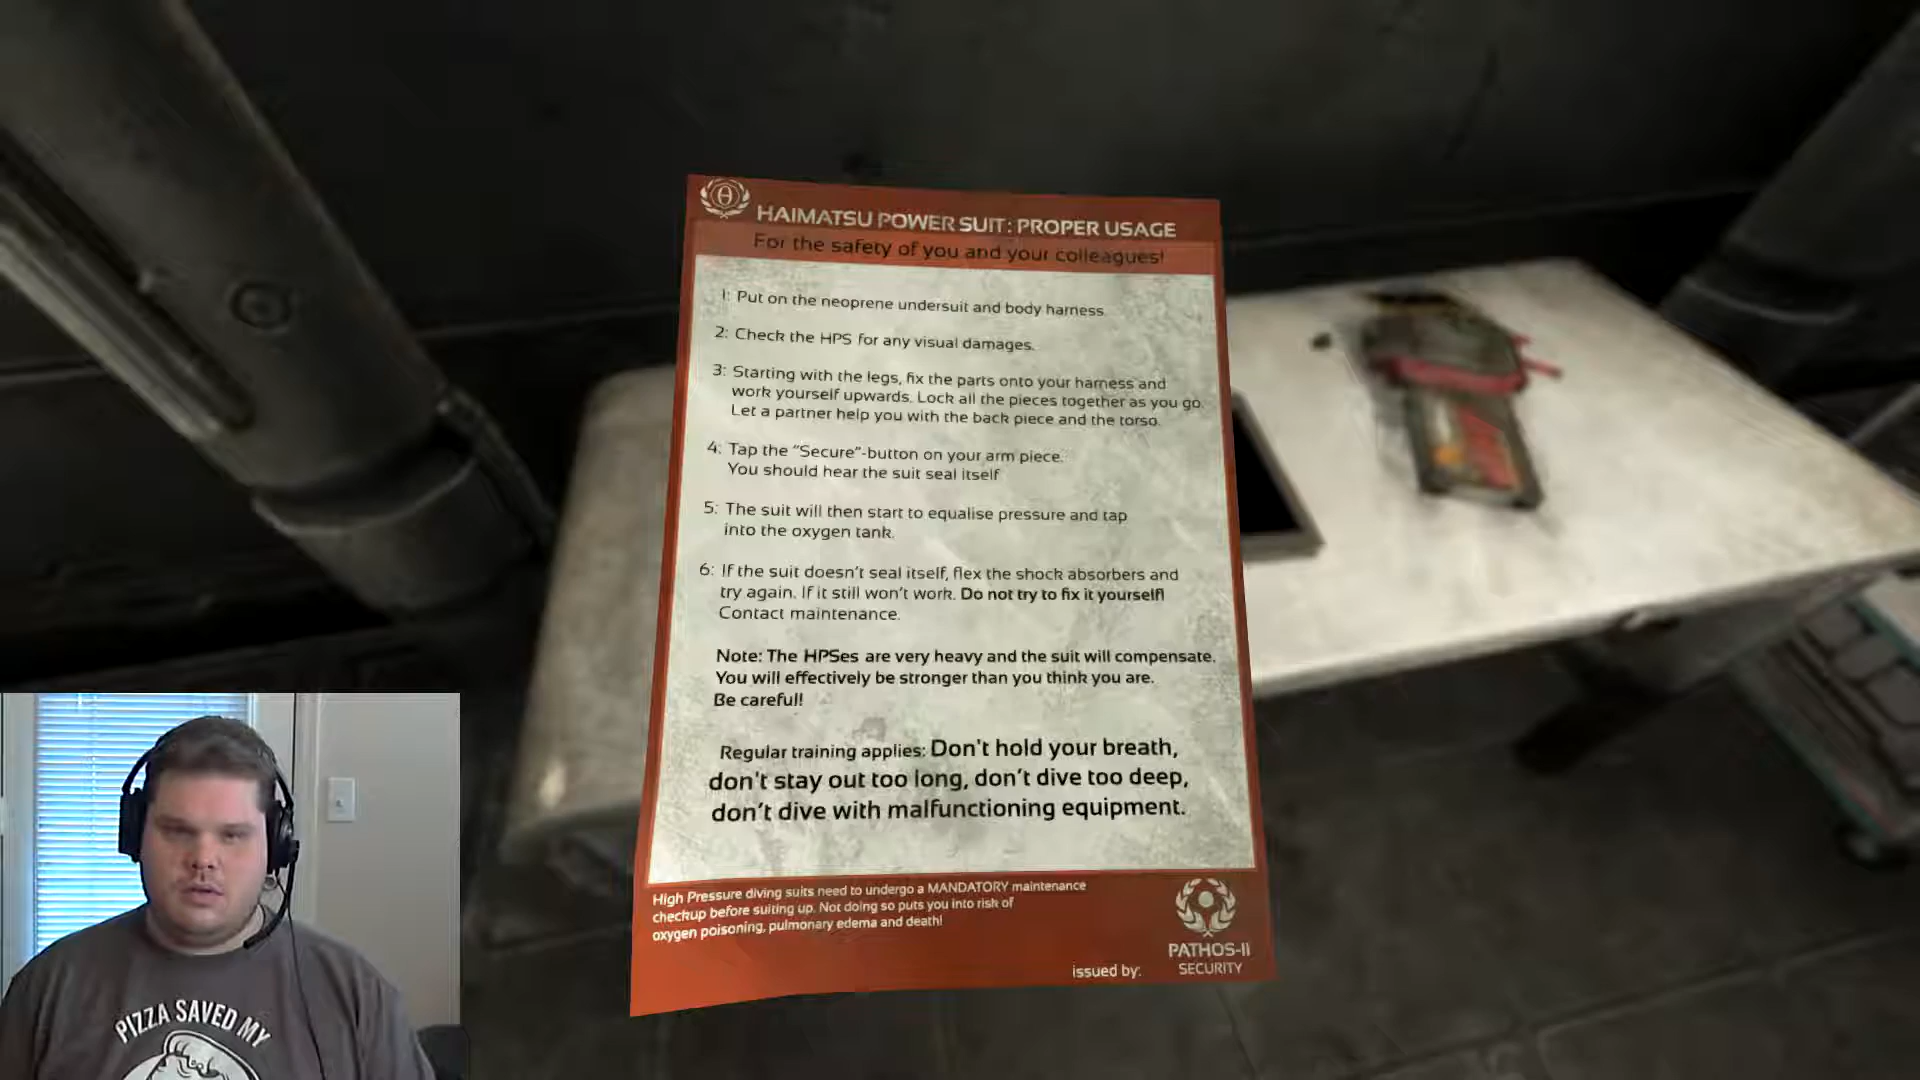 HAIMATSU POWER SUIT: PROPER USAGE
For the safety of you and your colleagues!
1: Put on the neoprene undersuit and body harness.
2: Check the HPS for any visual damages.
3: Starting with the legs, fix the parts onto your harness and
work yourself upwards. Lock all the pieces together as you go.
Let a partner help you with the back piece and the torso.
4: Tap the "Secure"-button on your arm piece.
You should hear the suit seal itself
5: The suit will then start to equalise pressure and tap
into the oxygen tank.
6: If the suit doesn't seal itself, flex the shock absorbers and
try again. If it still won't work. Do not try to fix it yourself!
Contact maintenance.
Note: The HPSes are very heavy and the suit will compensate.
You will effectively be stronger than you think you are.
Be careful!
Regular training applies: Don't hold your breath,
don't stay out too long, don't dive too deep,
don't dive with malfunctioning equipment.
High Pressure diving suits need to undergo a MANDATORY maintenance
checkup before suiting up. Not doing so puts you into risk of
oxygen poisoning, pulmonary edema and death!
issued by:
PATHOS-II
SECURITY
PIZZA SAVED MY